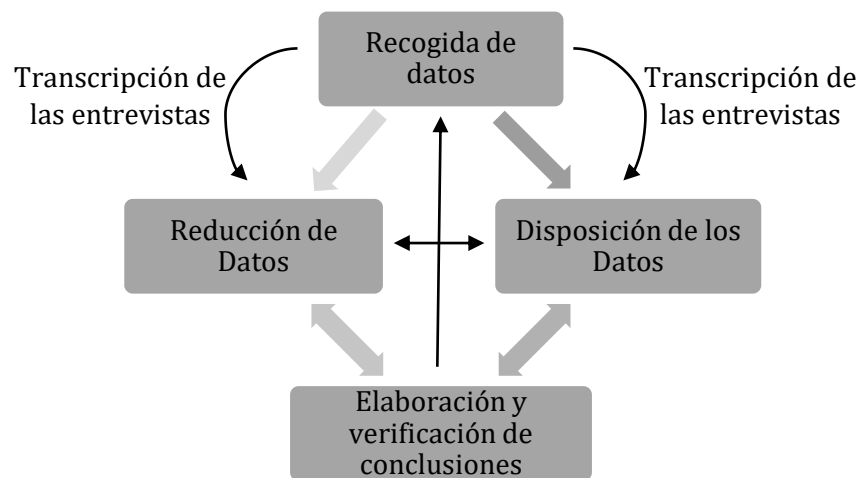 Recogida de
datos
Transcripción de
las entrevistas
Transcripción de
las entrevistas
Reducción de
Datos
Disposición de los
Datos
Elaboración y
verificación de
conclusiones